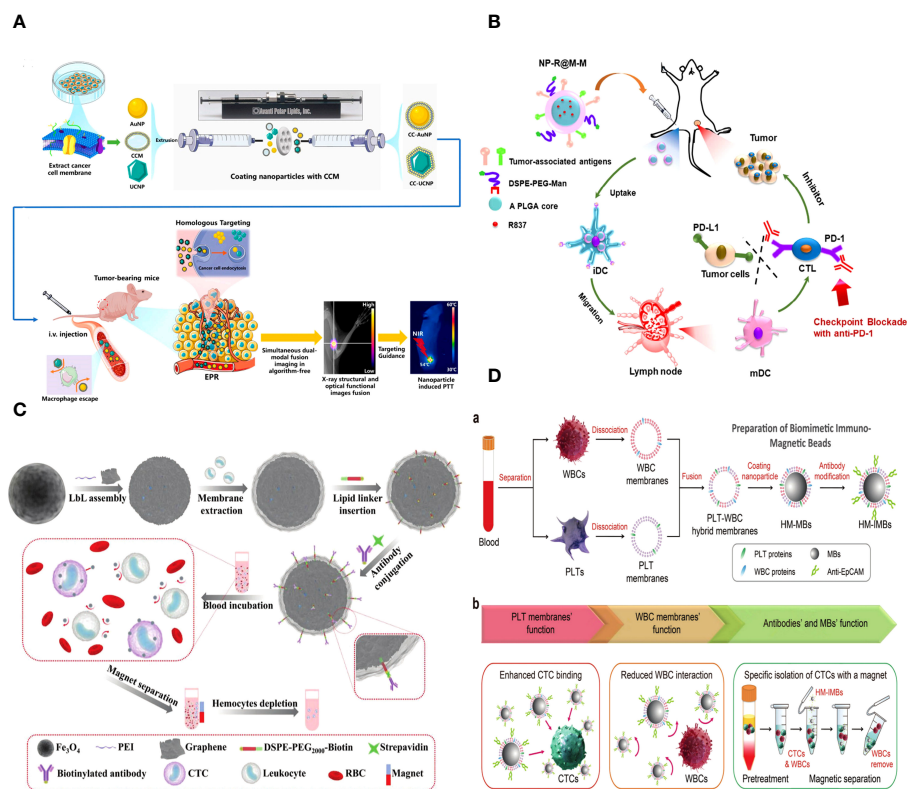 A
Extract cancer
cell membrane
AuNP
CCM
UCNP
Extrusion
Avanti Polar Lipids, Inc.
Coating nanoparticles with CCM
CC-AuNP
CC-UCNP
Homologous Targeting
Cancer cell endocytosis
Tumor-bearing mice
i.v. injection
Macrophage escape
EPR
Simultaneous dual-
modal fusion
imaging in
algorithm-free
High
Low
X-ray structural and
optical functional
images fusion
Targeting
Guidance
60°C
NIR
54°C
30°C
Nanoparticle
induced PTT
B
NP-R@M-M
Tumor-associated antigens
DSPE-PEG-Man
A PLGA core
R837
Uptake
iDC
Migration
Lymph node
mDC
Tumor
Inhibitor
PD-L1
Tumor cells
PD-1
CTL
Checkpoint Blockade
with anti-PD-1
C
LbL assembly
Membrane
extraction
Lipid linker
insertion
Antibody
conjugation
Blood incubation
Magnet separation
Hemocytes depletion
Fe3O4
PEI
Graphene
DSPE-PEG2000-Biotin
Strepavidin
Biotinylated antibody
CTC
Leukocyte
RBC
Magnet
D
a
Preparation of Biomimetic Immuno-
Magnetic Beads
Blood
Separation
WBCs
Dissociation
WBC
membranes
PLTs
Dissociation
PLT
membranes
Fusion
PLT-WBC
hybrid membranes
Coating
nanoparticle
HM-MBs
Antibody
modification
HM-IMBs
PLT proteins
MBs
WBC proteins
Anti-EpCAM
b
PLT membranes'
function
WBC membranes'
function
Antibodies' and MBs' function
Enhanced CTC binding
CTCs
Reduced WBC interaction
WBCs
Specific isolation of CTCs with a magnet
HM-IMBs
CTCs
& WBCs
WBCs
remove
Pretreatment
Magnetic separation